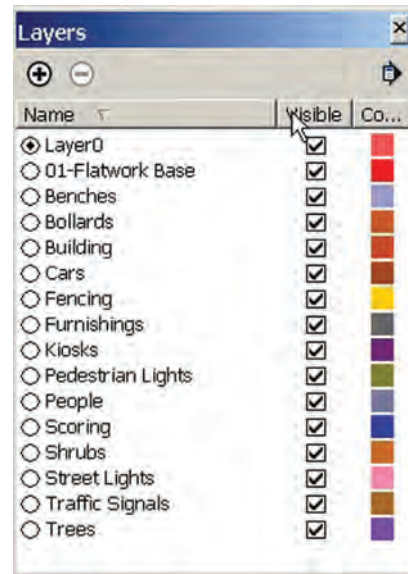 Layers
Name Visible Co...
Layer0
01-Flatwork Base
Benches
Bollards
Building
Cars
Fencing
Furnishings
Kiosks
Pedestrian Lights
People
Scoring
Shrubs
Street Lights
Traffic Signals
Trees